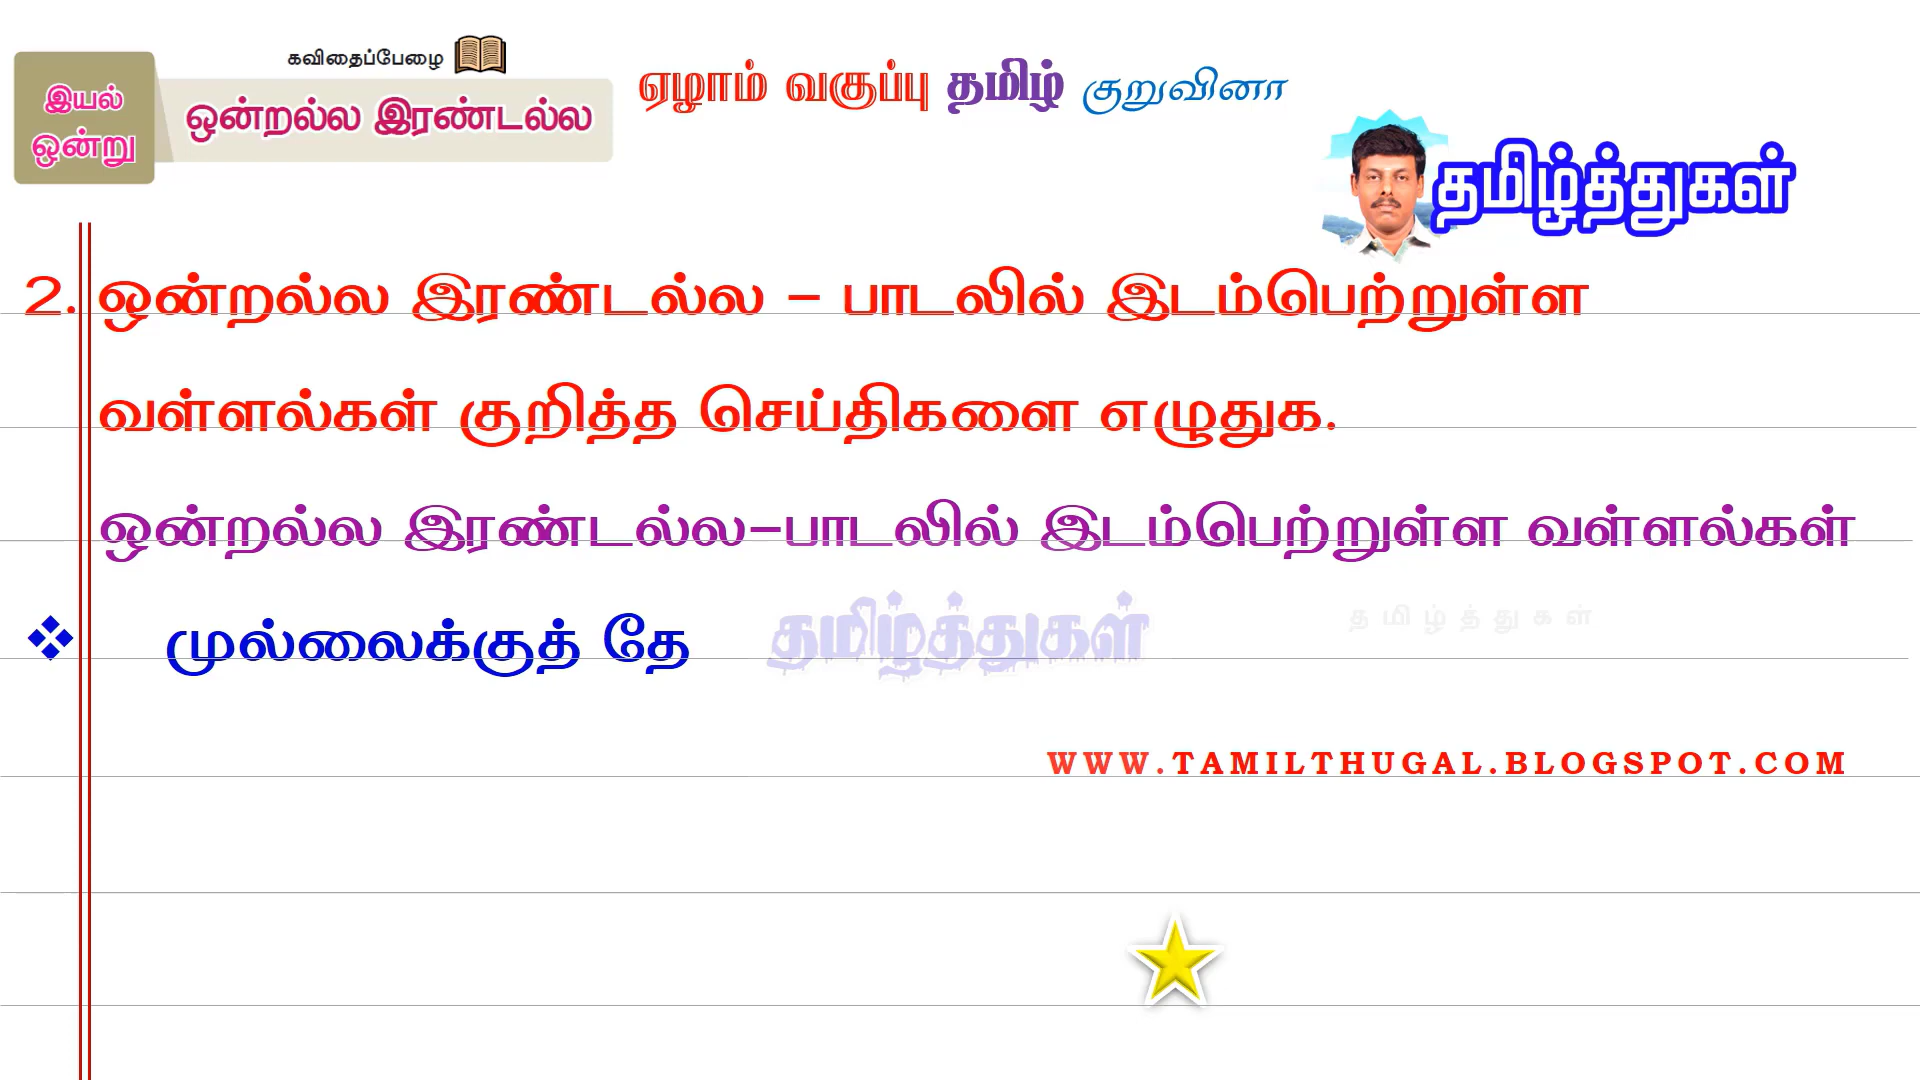 கவிதைப்பேழை
இயல்
ஒன்று
ஒன்றல்ல இரண்டல்ல
ஏழாம் வகுப்பு தமிழ் குறுவினா
தமிழ்த்துகள்
2. ஒன்றல்ல இரண்டல்ல – பாடலில் இடம்பெற்றுள்ள
வள்ளல்கள் குறித்த செய்திகளை எழுதுக.
ஒன்றல்ல இரண்டல்ல-பாடலில் இடம்பெற்றுள்ள வள்ளல்கள்
❖ முல்லைக்குத் தே
தமிழ்த்துகள்
தமிழ்த்துகள்
WWW.TAMILTHUGAL.BLOGSPOT.COM